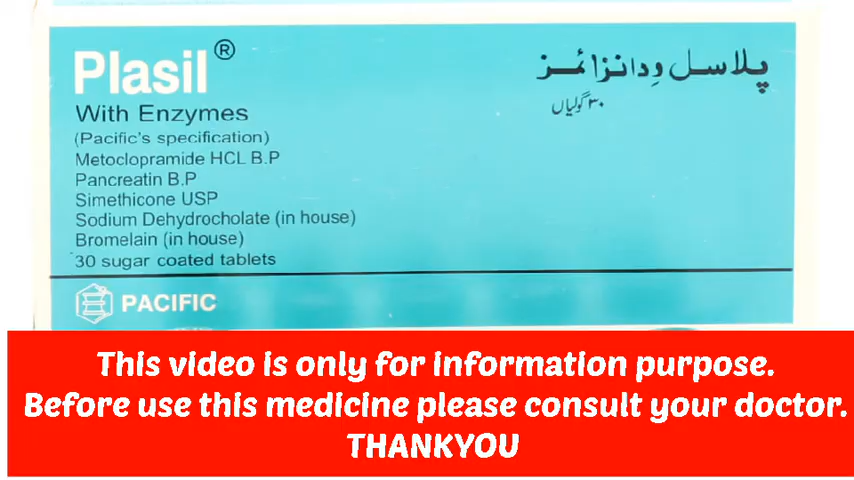 Plasil®
With Enzymes
(Pacific's specification)
Metoclopramide HCL B.P
Pancreatin B.P
Simethicone USP
Sodium Dehydrocholate (in house)
Bromelain (in house)
30 sugar coated tablets
پلاسل وِدانزائمز
۳۰ گولیاں
PACIFIC
This video is only for information purpose.
Before use this medicine please consult your doctor.
THANKYOU